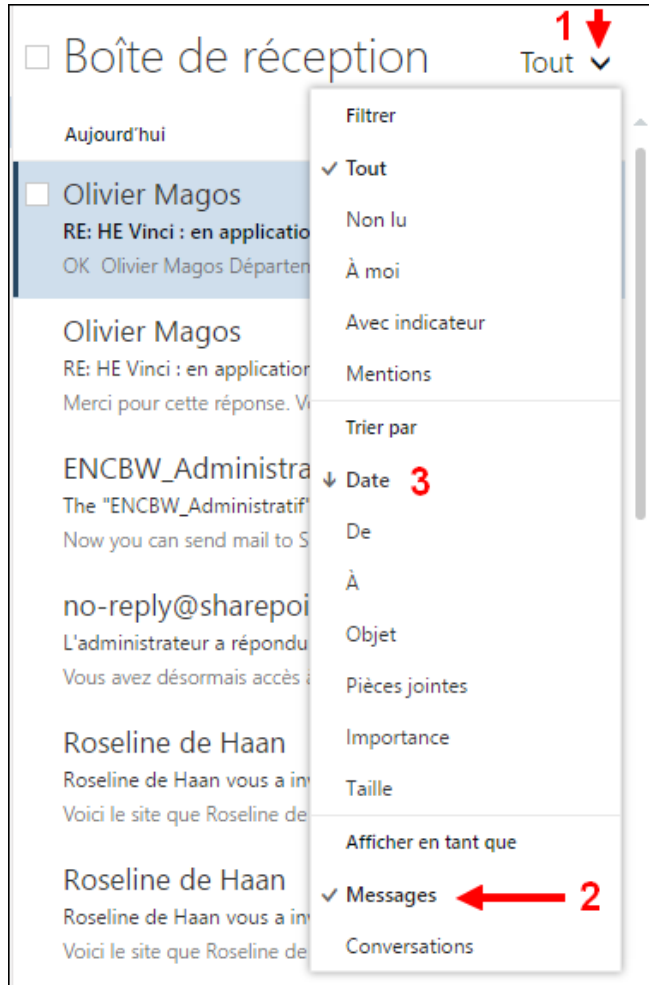 1
Boîte de réception
Tout
Aujourd'hui
Olivier Magos
RE: HE Vinci : en applicatio
OK Olivier Magos Départen
Olivier Magos
RE: HE Vinci : en application
Merci pour cette réponse. V
ENCBW_Administra
The "ENCBW_Administratif"
Now you can send mail to S
no-reply@sharepoi
L'administrateur a répondu
Vous avez désormais accès à
Roseline de Haan
Roseline de Haan vous a in
Voici le site que Roseline de
Roseline de Haan
Roseline de Haan vous a in
Voici le site que Roseline de
Filtrer
Tout
Non lu
À moi
Avec indicateur
Mentions
Trier par
Date 3
De
À
Objet
Pièces jointes
Importance
Taille
Afficher en tant que
Messages 2
Conversations